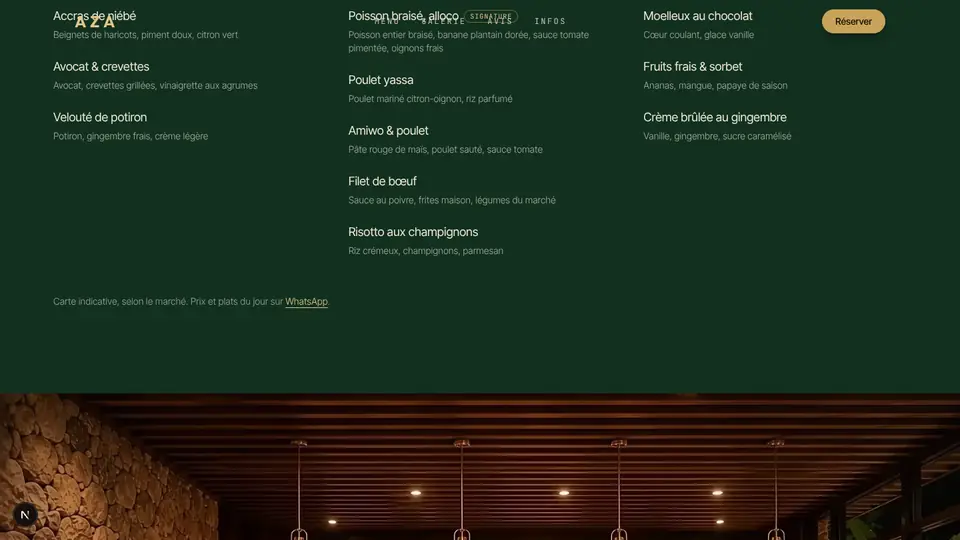 AZA
MENU GALERIE AVIS INFOS
Réserver
Accras de niébé
Beignets de haricots, piment doux, citron vert
Avocat & crevettes
Avocat, crevettes grillées, vinaigrette aux agrumes
Velouté de potiron
Potiron, gingembre frais, crème légère
Poisson braisé, alloco SIGNATURE
Poisson entier braisé, banane plantain dorée, sauce tomate
pimentée, oignons frais
Poulet yassa
Poulet mariné citron-oignon, riz parfumé
Amiwo & poulet
Pâte rouge de maïs, poulet sauté, sauce tomate
Filet de bœuf
Sauce au poivre, frites maison, légumes du marché
Risotto aux champignons
Riz crémeux, champignons, parmesan
Moelleux au chocolat
Cœur coulant, glace vanille
Fruits frais & sorbet
Ananas, mangue, papaye de saison
Crème brûlée au gingembre
Vanille, gingembre, sucre caramélisé
Carte indicative, selon le marché. Prix et plats du jour sur WhatsApp.
N